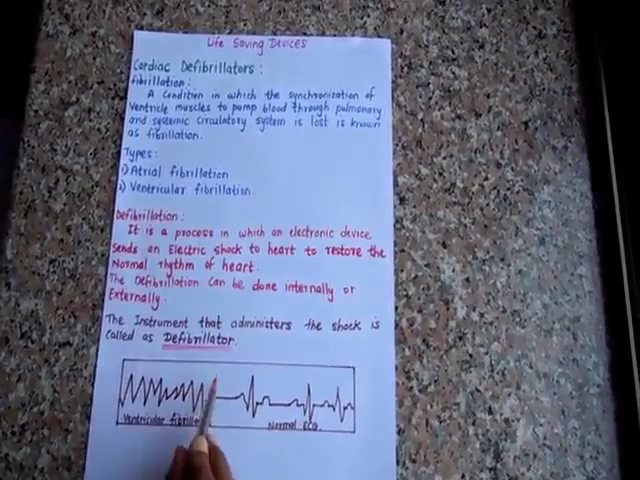 Life Saving Devices
Cardiac Defibrillators :
Fibrillation :
A Condition in which the synchronization of
Ventricle muscles to pump blood through pulmonary
and systemic Circulatory system is lost is known
as fibrillation.
Types :
1) Atrial fibrillation
2) Ventricular fibrillation.
Defibrillation :
It is a process in which an electronic device
Sends an Electric shock to heart to restore the
Normal rhythm of heart.
The Defibrillation Can be done internally or
Externally.
The Instrument that administers the shock is
called as Defibrillator.
Ventricular
Normal ECG